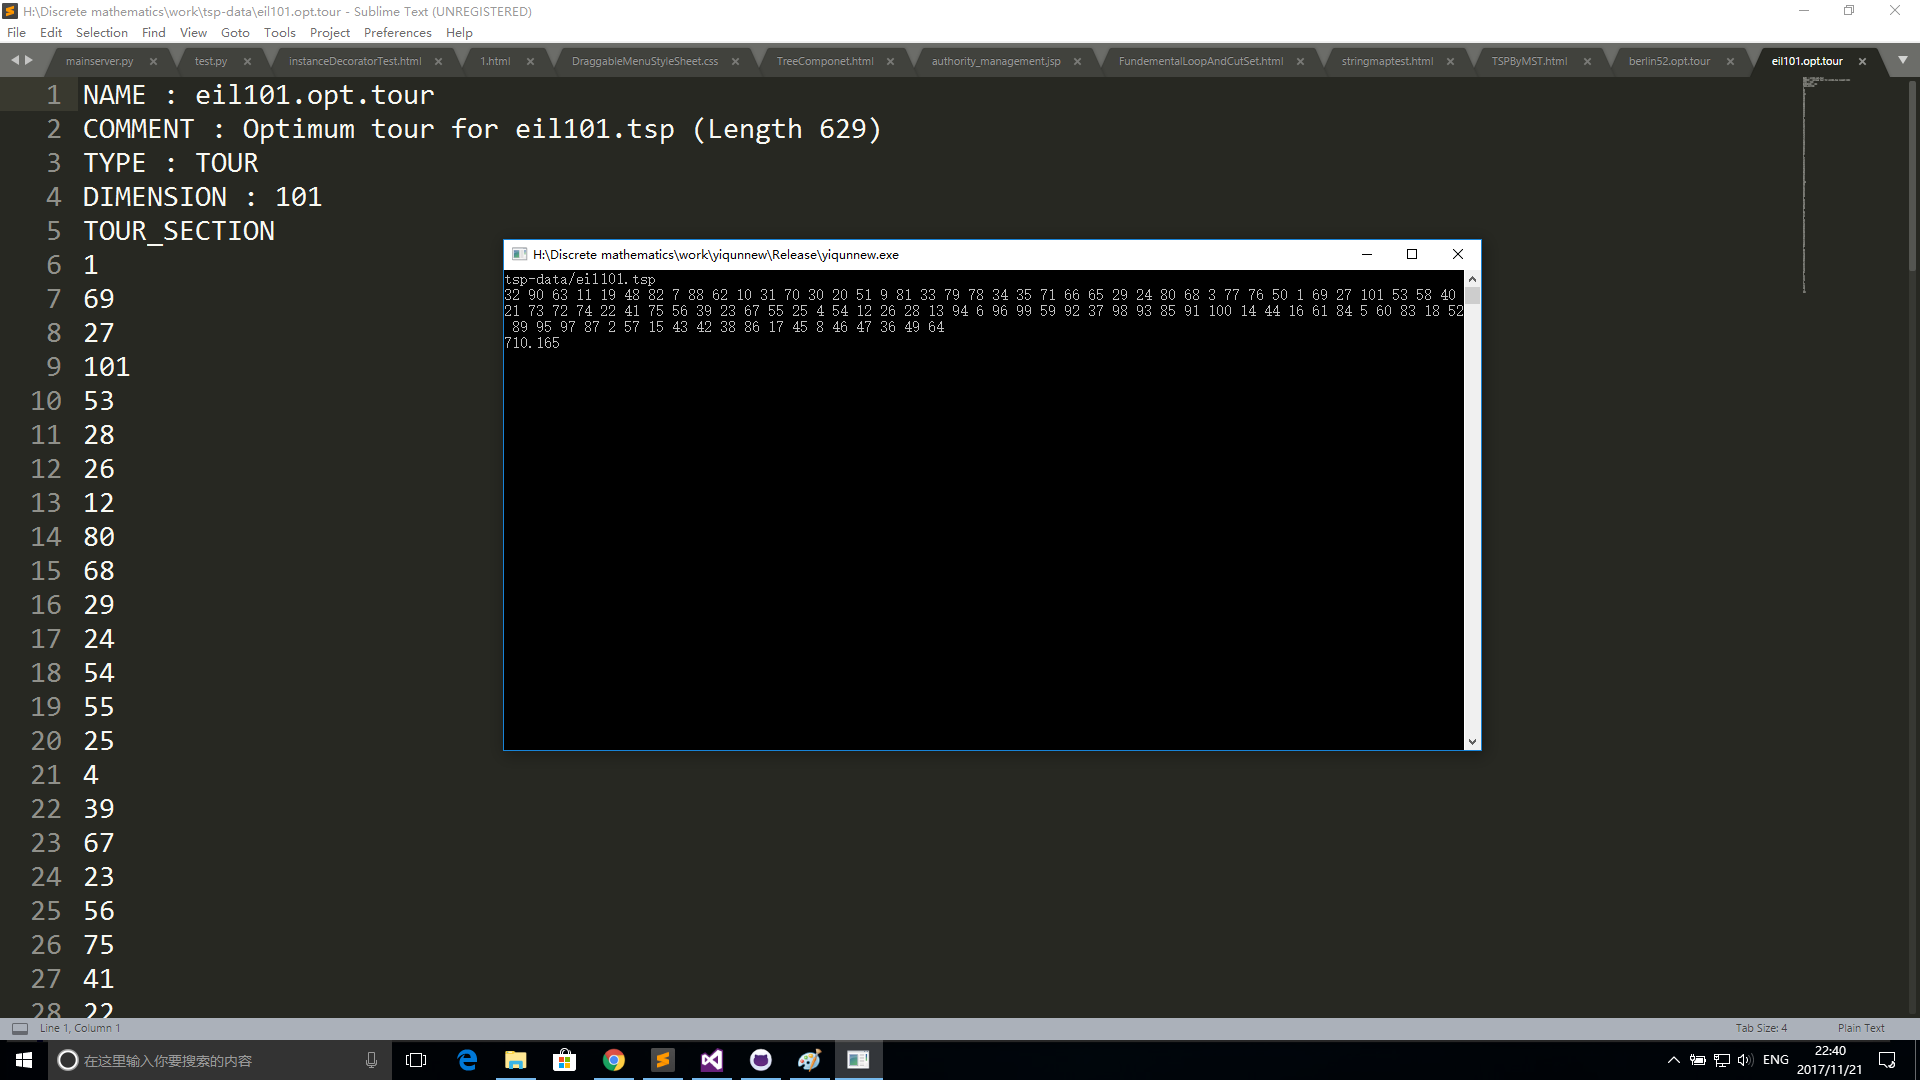 H:\Discrete mathematics\work\tsp-data\eil101.opt.tour - Sublime Text (UNREGISTERED)
File Edit Selection Find View Goto Tools Project Preferences Help
mainserver.py test.py instanceDecoratorTest.html 1.html DraggableMenuStyleSheet.css TreeComponet.html authority_management.jsp FundementalLoopAndCutSet.html stringmaptest.html TSPByMST.html berlin52.opt.tour eil101.opt.tour
1 NAME : eil101.opt.tour
2 COMMENT : Optimum tour for eil101.tsp (Length 629)
3 TYPE : TOUR
4 DIMENSION : 101
5 TOUR_SECTION
6 1
7 69
8 27
9 101
10 53
11 28
12 26
13 12
14 80
15 68
16 29
17 24
18 54
19 55
20 25
21 4
22 39
23 67
24 23
25 56
26 75
27 41
28 22
H:\Discrete mathematics\work\yiqunnew\Release\yiqunnew.exe
tsp-data/eil101.tsp
32 90 63 11 19 48 82 7 88 62 10 31 70 30 20 51 9 81 33 79 78 34 35 71 66 65 29 24 80 68 3 77 76 50 1 69 27 101 53 58 40
21 73 72 74 22 41 75 56 39 23 67 55 25 4 54 12 26 28 13 94 6 96 99 59 92 37 98 93 85 91 100 14 44 16 61 84 5 60 83 18 52
89 95 97 87 2 57 15 43 42 38 86 17 45 8 46 47 36 49 64
710.165
Line 1, Column 1 Tab Size: 4 Plain Text
在这里输入你要搜索的内容
ENG
22:40
2017/11/21